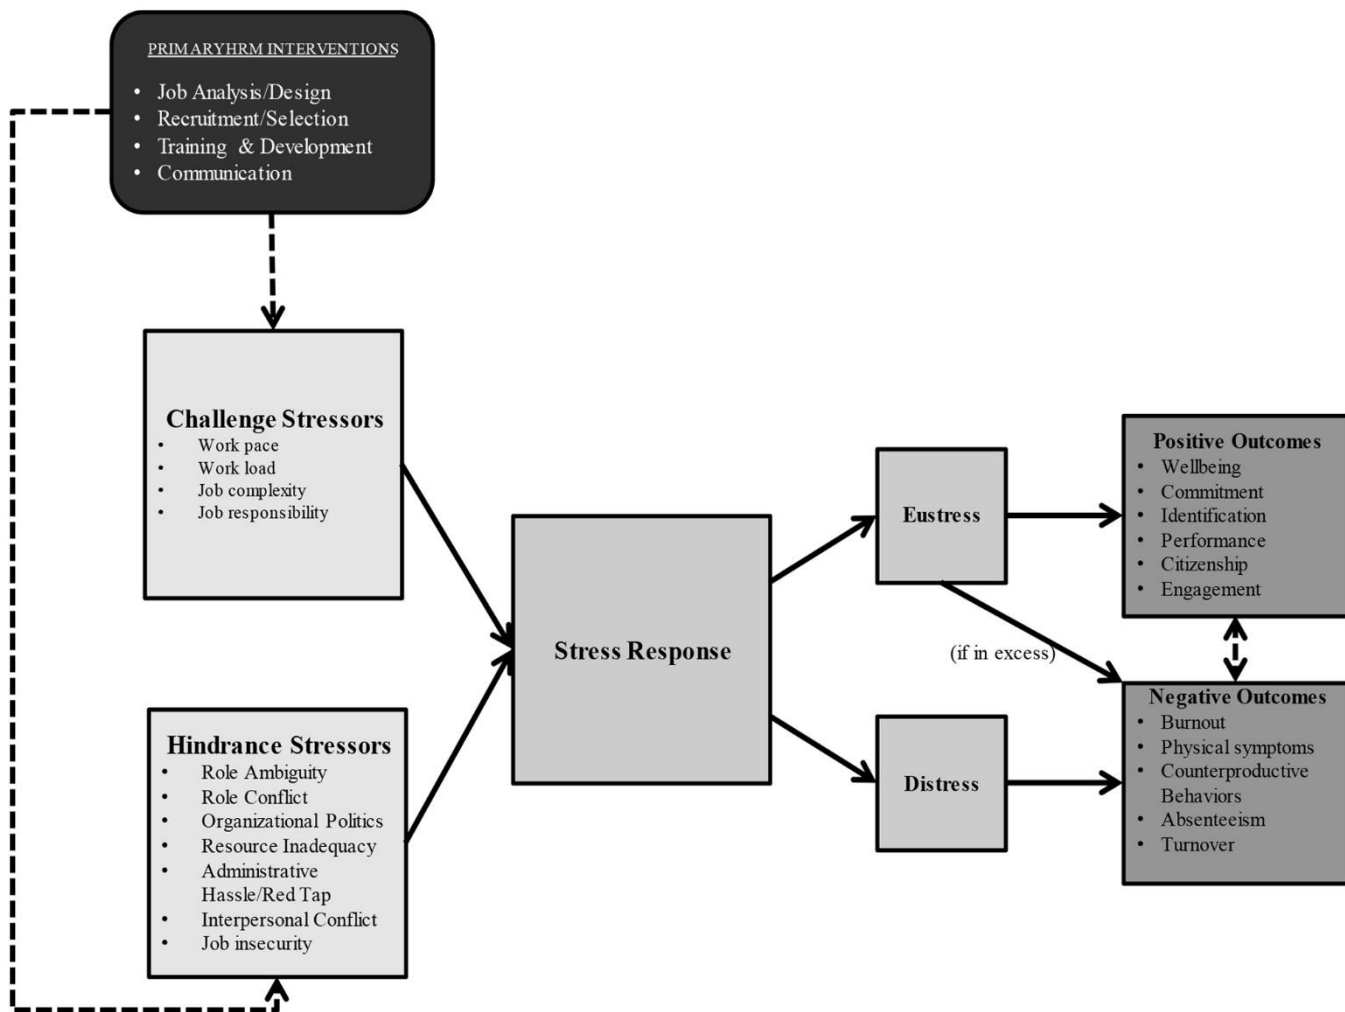 PRIMARYHRM INTERVENTIONS
• Job Analysis/Design
• Recruitment/Selection
• Training & Development
• Communication
Challenge Stressors
• Work pace
• Work load
• Job complexity
• Job responsibility
Hindrance Stressors
• Role Ambiguity
• Role Conflict
• Organizational Politics
• Resource Inadequacy
• Administrative
Hassle/Red Tap
• Interpersonal Conflict
• Job insecurity
Stress Response
Eustress
(if in excess)
Distress
Positive Outcomes
• Wellbeing
• Commitment
• Identification
• Performance
• Citizenship
• Engagement
Negative Outcomes
• Burnout
• Physical symptoms
• Counterproductive
Behaviors
• Absenteeism
• Turnover